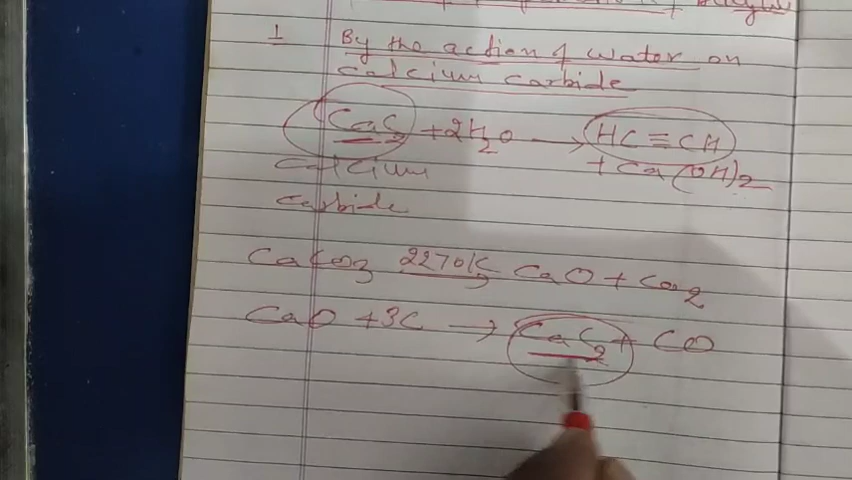 1 By the action of water on
calcium carbide
CaC2 + 2H2O → HC≡CH
+ Ca(OH)2
Calcium
Carbide
CaCO3 2270K→ CaO + CO2
CaO + 3C → CaC2 + CO